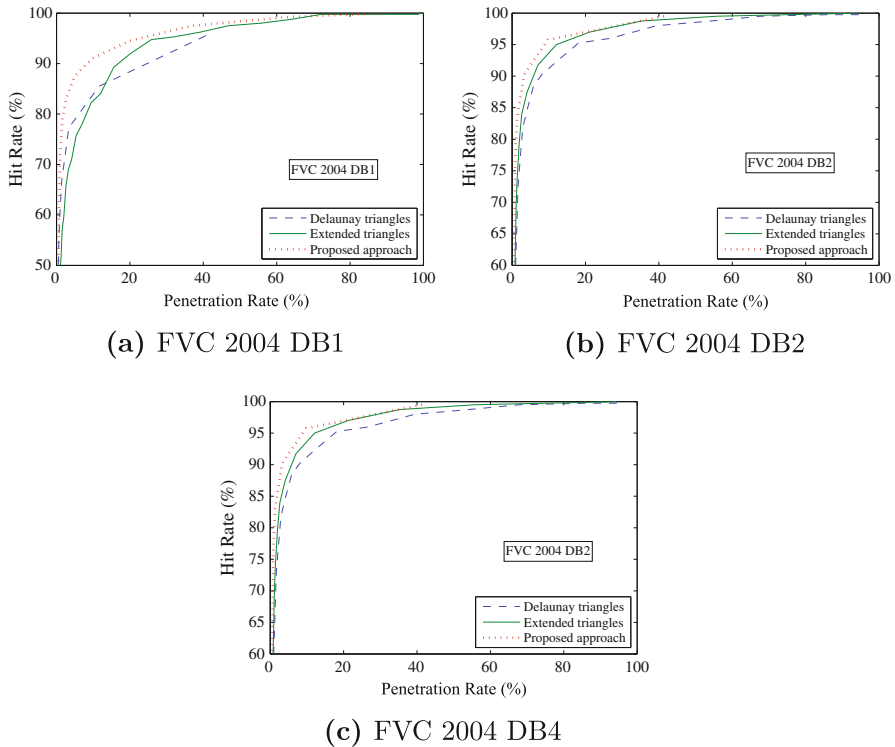 100
90
80
70
60
50
0
20
40
60
80
100
Hit Rate (%)
Penetration Rate (%)
FVC 2004 DB1
Delaunay triangles
Extended triangles
Proposed approach
(a) FVC 2004 DB1
100
95
90
85
80
75
70
65
60
0
20
40
60
80
100
Hit Rate (%)
Penetration Rate (%)
FVC 2004 DB2
Delaunay triangles
Extended triangles
Proposed approach
(b) FVC 2004 DB2
100
95
90
85
80
75
70
65
60
0
20
40
60
80
100
Hit Rate (%)
Penetration Rate (%)
FVC 2004 DB2
Delaunay triangles
Extended triangles
Proposed approach
(c) FVC 2004 DB4